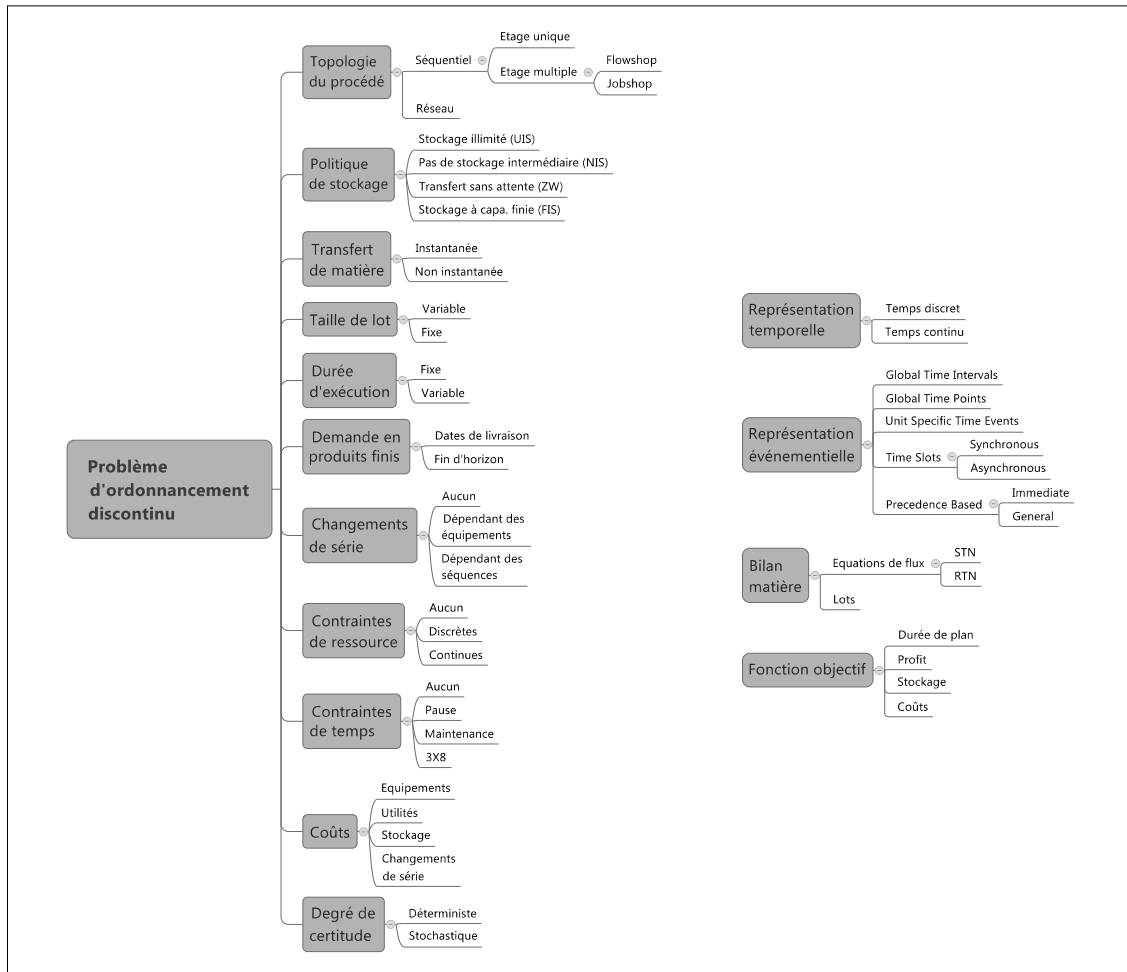 Problème
d'ordonnancement
discontinu
Topologie
du procédé
Séquentiel
Etage unique
Etage multiple
Flowshop
Jobshop
Réseau
Politique
de stockage
Stockage illimité (UIS)
Pas de stockage intermédiaire (NIS)
Transfert sans attente (ZW)
Stockage à capa. finie (FIS)
Transfert
de matière
Instantanée
Non instantanée
Taille de lot
Variable
Fixe
Durée
d'exécution
Fixe
Variable
Demande en
produits finis
Dates de livraison
Fin d'horizon
Changements
de série
Aucun
Dépendant des
équipements
Dépendant des
séquences
Contraintes
de ressource
Aucun
Discrètes
Continues
Contraintes
de temps
Aucun
Pause
Maintenance
3X8
Coûts
Equipements
Utilités
Stockage
Changements
de série
Degré de
certitude
Déterministe
Stochastique
Représentation
temporelle
Temps discret
Temps continu
Représentation
événementielle
Global Time Intervals
Global Time Points
Unit Specific Time Events
Time Slots
Synchronous
Asynchronous
Precedence Based
Immediate
General
Bilan
matière
Equations de flux
STN
RTN
Lots
Fonction objectif
Durée de plan
Profit
Stockage
Coûts